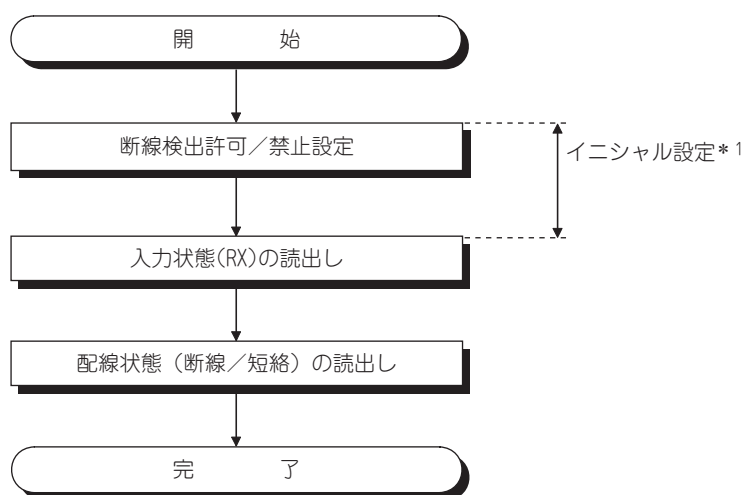 開　　始
断線検出許可／禁止設定
イニシャル設定*1
入力状態(RX)の読出し
配線状態（断線／短絡）の読出し
完　　了